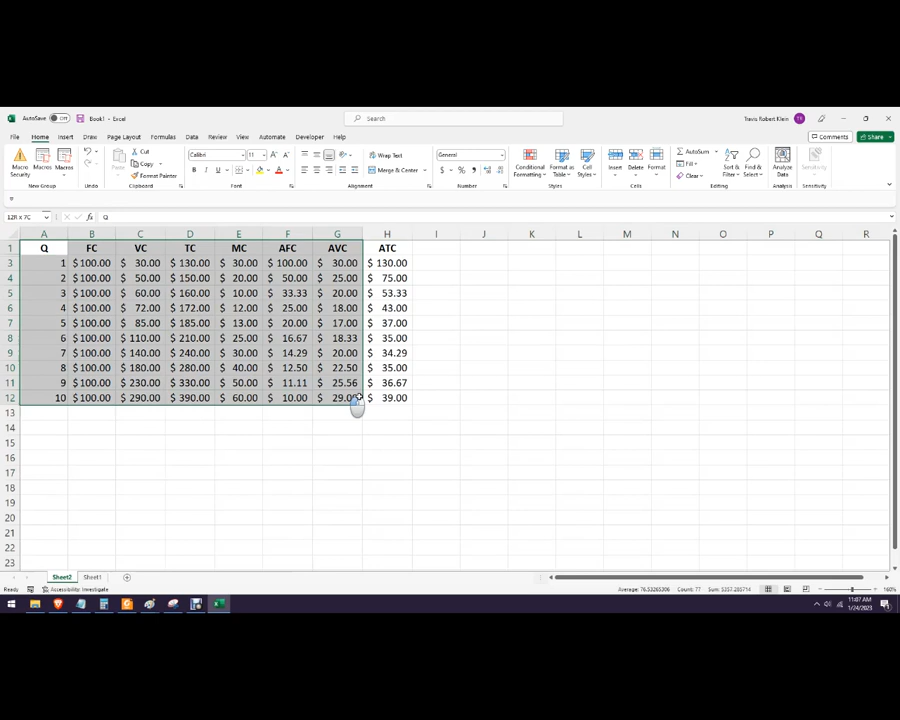 AutoSave Off Book1 - Excel Search Travis Robert Klein TR
File Home Insert Draw Page Layout Formulas Data Review View Automate Developer Help Comments Share
Macro Security Macros Macros
New Group
Undo
Cut
Copy
Format Painter
Clipboard
Calibri 11
B I U
Font
Wrap Text
Merge & Center
Alignment
General
$ % ,
Number
Conditional Formatting Format as Table Cell Styles
Styles
Insert Delete Format
Cells
AutoSum
Fill
Clear
Sort & Filter Find & Select
Editing
Analyze Data
Analysis
Sensitivity
Sensitivity
12R x 7C fx Q
A B C D E F G H I J K L M N O P Q R
1 Q FC VC TC MC AFC AVC ATC
3 1 $100.00 $ 30.00 $ 130.00 $ 30.00 $ 100.00 $ 30.00 $ 130.00
4 2 $100.00 $ 50.00 $ 150.00 $ 20.00 $ 50.00 $ 25.00 $ 75.00
5 3 $100.00 $ 60.00 $ 160.00 $ 10.00 $ 33.33 $ 20.00 $ 53.33
6 4 $100.00 $ 72.00 $ 172.00 $ 12.00 $ 25.00 $ 18.00 $ 43.00
7 5 $100.00 $ 85.00 $ 185.00 $ 13.00 $ 20.00 $ 17.00 $ 37.00
8 6 $100.00 $ 110.00 $ 210.00 $ 25.00 $ 16.67 $ 18.33 $ 35.00
9 7 $100.00 $ 140.00 $ 240.00 $ 30.00 $ 14.29 $ 20.00 $ 34.29
10 8 $100.00 $ 180.00 $ 280.00 $ 40.00 $ 12.50 $ 22.50 $ 35.00
11 9 $100.00 $ 230.00 $ 330.00 $ 50.00 $ 11.11 $ 25.56 $ 36.67
12 10 $100.00 $ 290.00 $ 390.00 $ 60.00 $ 10.00 $ 29.00 $ 39.00
13
14
15
16
17
18
19
20
21
22
23
Sheet2 Sheet1
Ready Accessibility: Investigate Average: 76.53265306 Count: 77 Sum: 5357.285714 160%
11:07 AM
1/24/2023